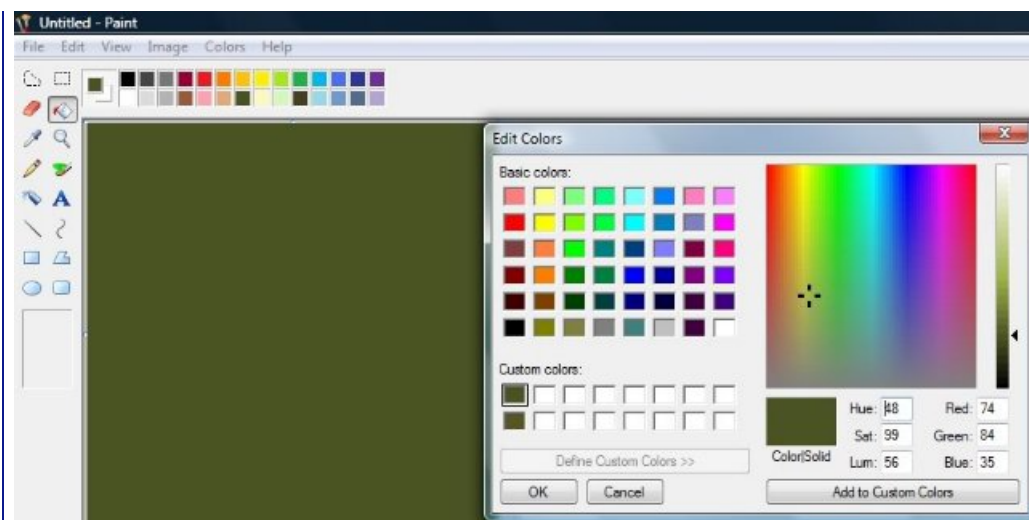 Untitled - Paint
File Edit View Image Colors Help
A
Edit Colors
Basic colors:
Custom colors:
Define Custom Colors >>
OK Cancel
Color|Solid
Hue: 48 Red: 74
Sat: 99 Green: 84
Lum: 56 Blue: 35
Add to Custom Colors